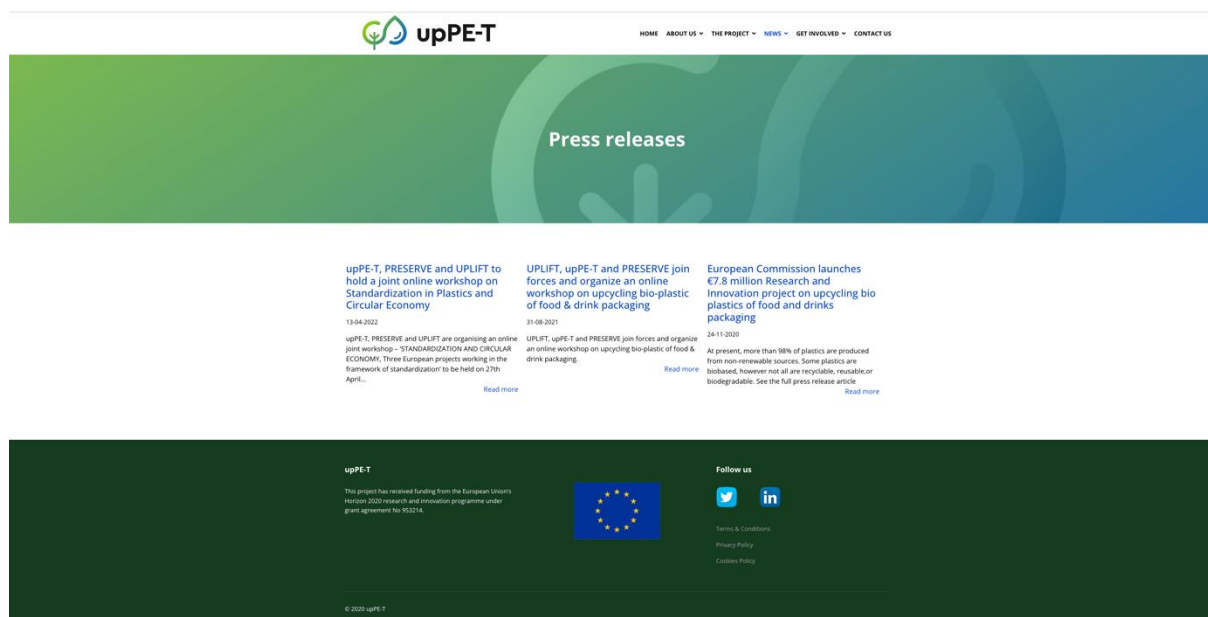 upPE-T
HOME ABOUT US THE PROJECT NEWS GET INVOLVED CONTACT US
Press releases
upPE-T, PRESERVE and UPLIFT to
hold a joint online workshop on
Standardization in Plastics and
Circular Economy
13-04-2022
upPE-T, PRESERVE and UPLIFT are organising an online
joint workshop – 'STANDARDIZATION AND CIRCULAR
ECONOMY, Three European projects working in the
framework of standardization' to be held on 27th
April...
Read more
UPLIFT, upPE-T and PRESERVE join
forces and organize an online
workshop on upcycling bio-plastic
of food & drink packaging
31-08-2021
UPLIFT, upPE-T and PRESERVE join forces and organize
an online workshop on upcycling bio-plastic of food &
drink packaging.
Read more
European Commission launches
€7.8 million Research and
Innovation project on upcycling bio
plastics of food and drinks
packaging
24-11-2020
At present, more than 98% of plastics are produced
from non-renewable sources. Some plastics are
biobased, however not all are recyclable, reusable,or
biodegradable. See the full press release article
Read more
upPE-T
This project has received funding from the European Union's
Horizon 2020 research and innovation programme under
grant agreement No 953214.
Follow us
in
Terms & Conditions
Privacy Policy
Cookies Policy
© 2020 upPE-T